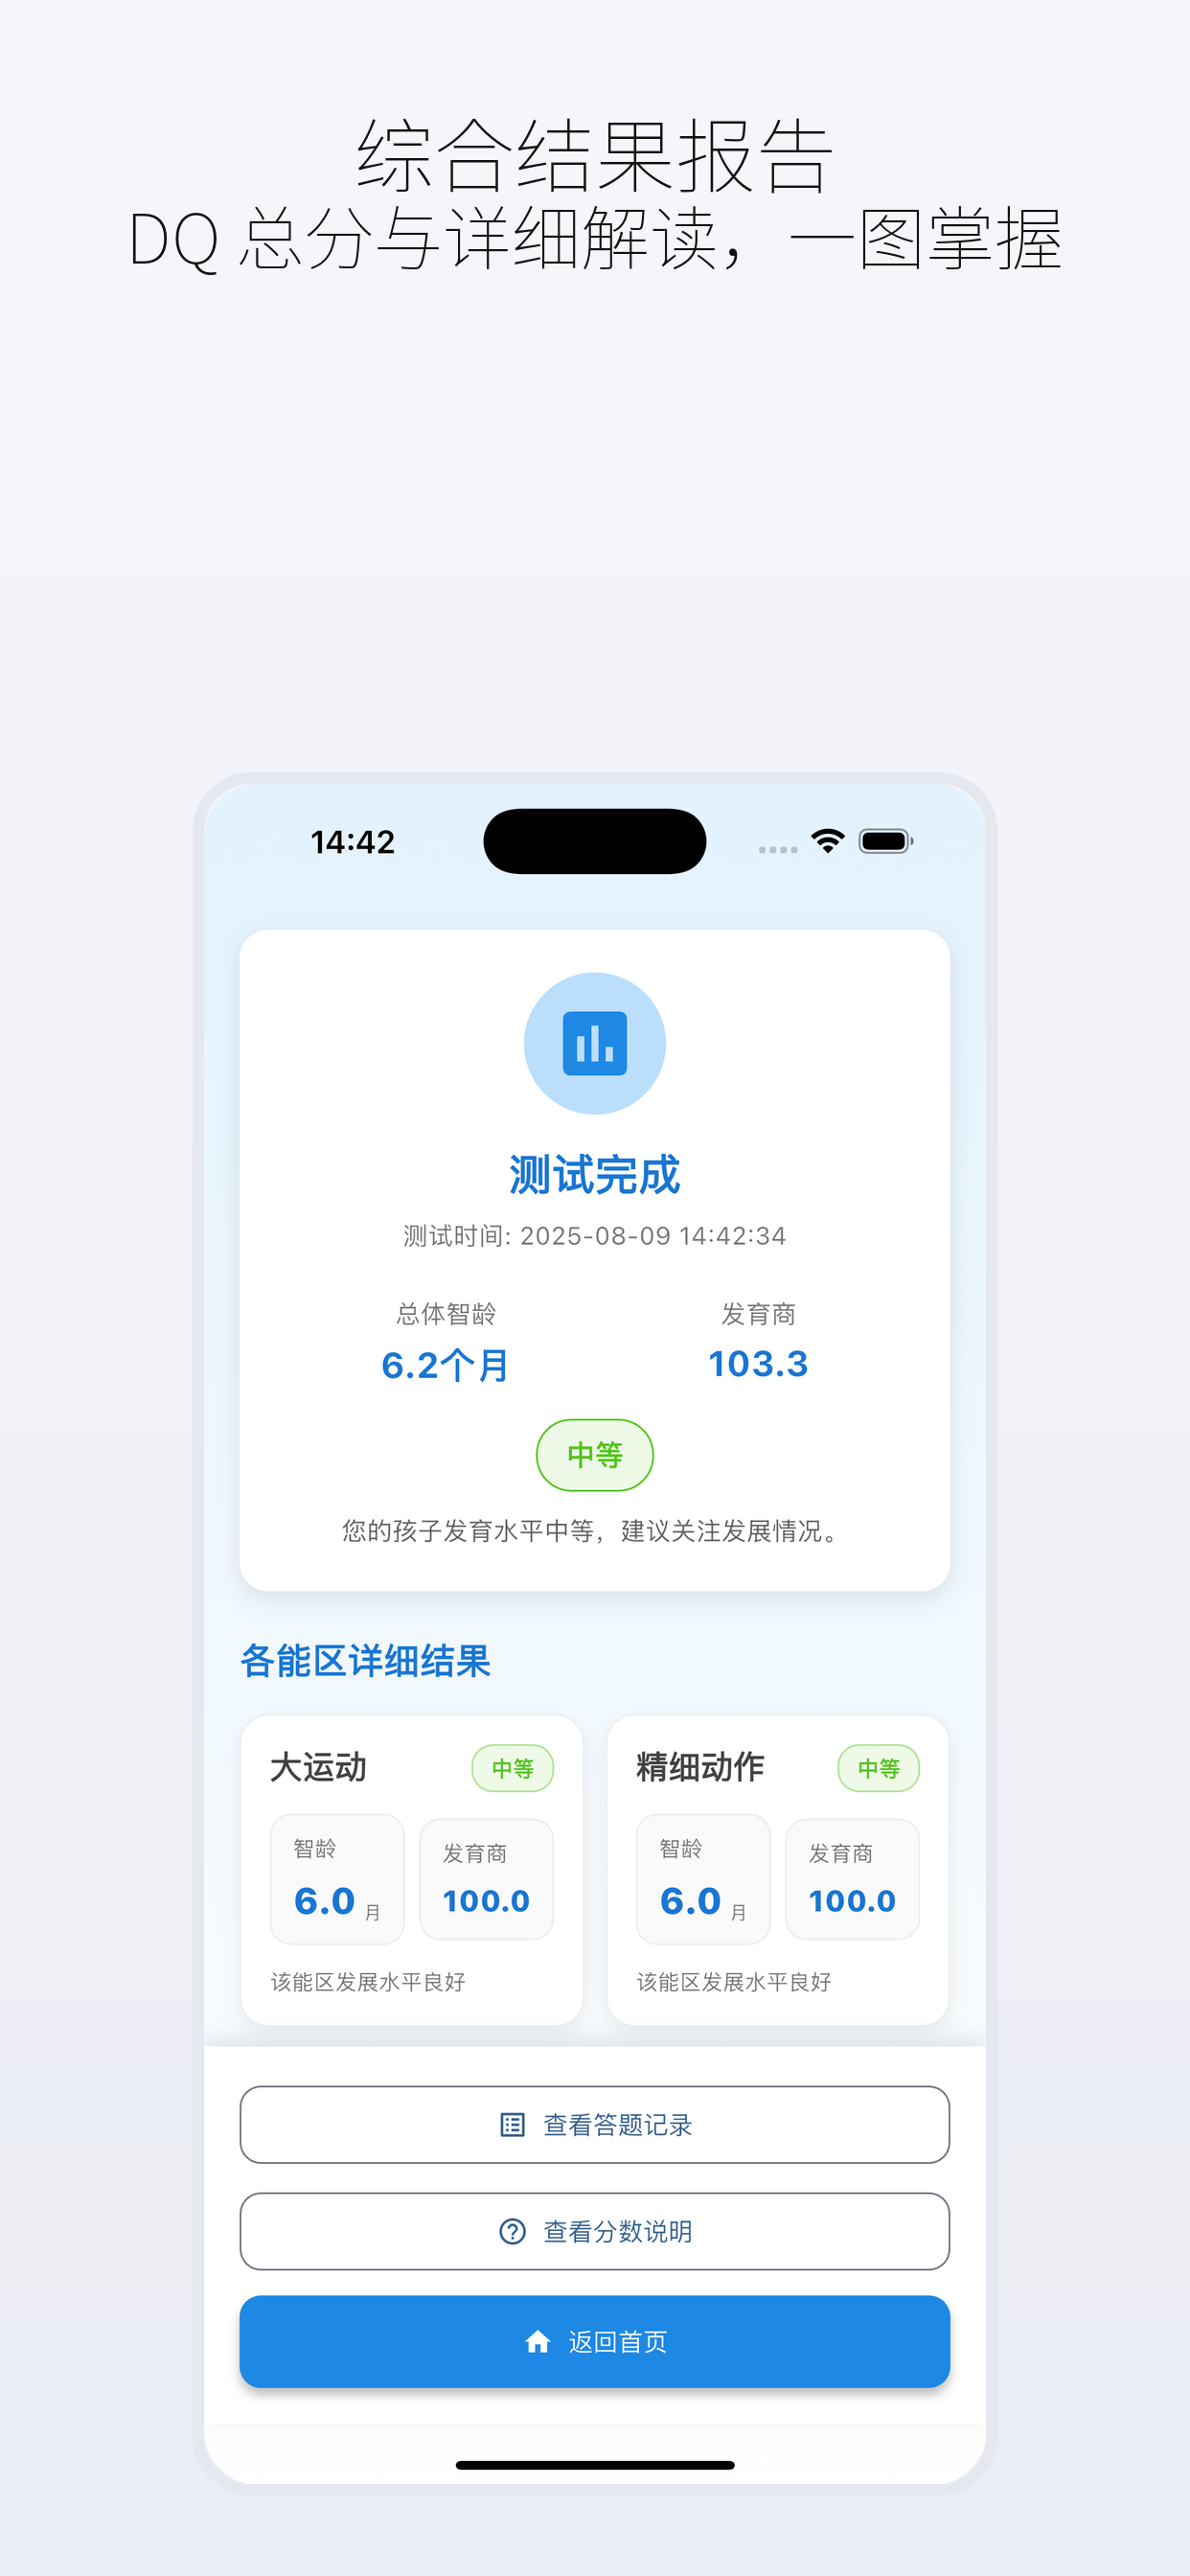 综合结果报告
DQ 总分与详细解读，一图掌握
14:42
测试完成
测试时间: 2025-08-09 14:42:34
总体智龄 发育商
6.2个月 103.3
中等
您的孩子发育水平中等，建议关注发展情况。
各能区详细结果
大运动 中等
智龄 发育商
6.0 月 100.0
该能区发展水平良好
精细动作 中等
智龄 发育商
6.0 月 100.0
该能区发展水平良好
查看答题记录
查看分数说明
返回首页